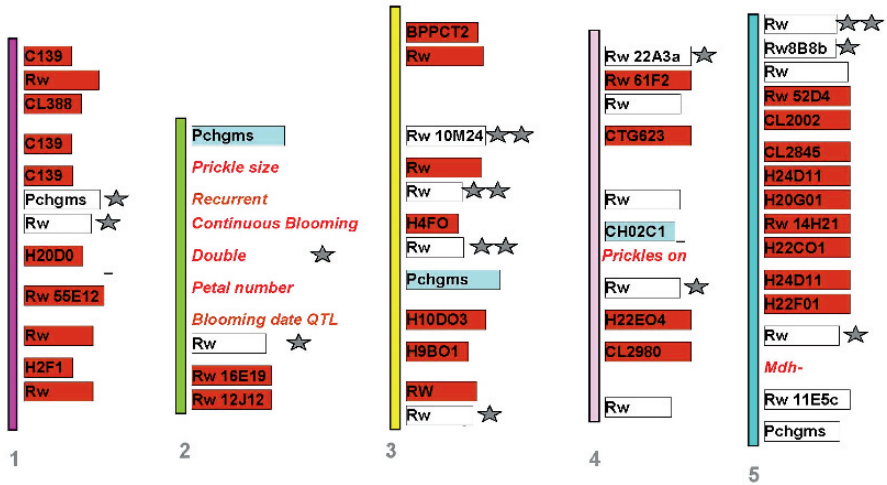 C139
Rw
CL388
C139
C139
Pchgms
Rw
H20D0
Rw 55E12
Rw
H2F1
Rw
1
Pchgms
Prickle size
Recurrent
Continuous Blooming
Double
Petal number
Blooming date QTL
Rw
Rw 16E19
Rw 12J12
2
BPPCT2
Rw
Rw 10M24
Rw
Rw
H4FO
Rw
Pchgms
H10DO3
H9BO1
RW
Rw
3
Rw 22A3a
Rw 61F2
Rw
CTG623
Rw
CH02C1
Prickles on
Rw
H22EO4
CL2980
Rw
4
Rw
Rw8B8b
Rw
Rw 52D4
CL2002
CL2845
H24D11
H20G01
Rw 14H21
H22CO1
H24D11
H22F01
Rw
Mdh-
Rw 11E5c
Pchgms
5